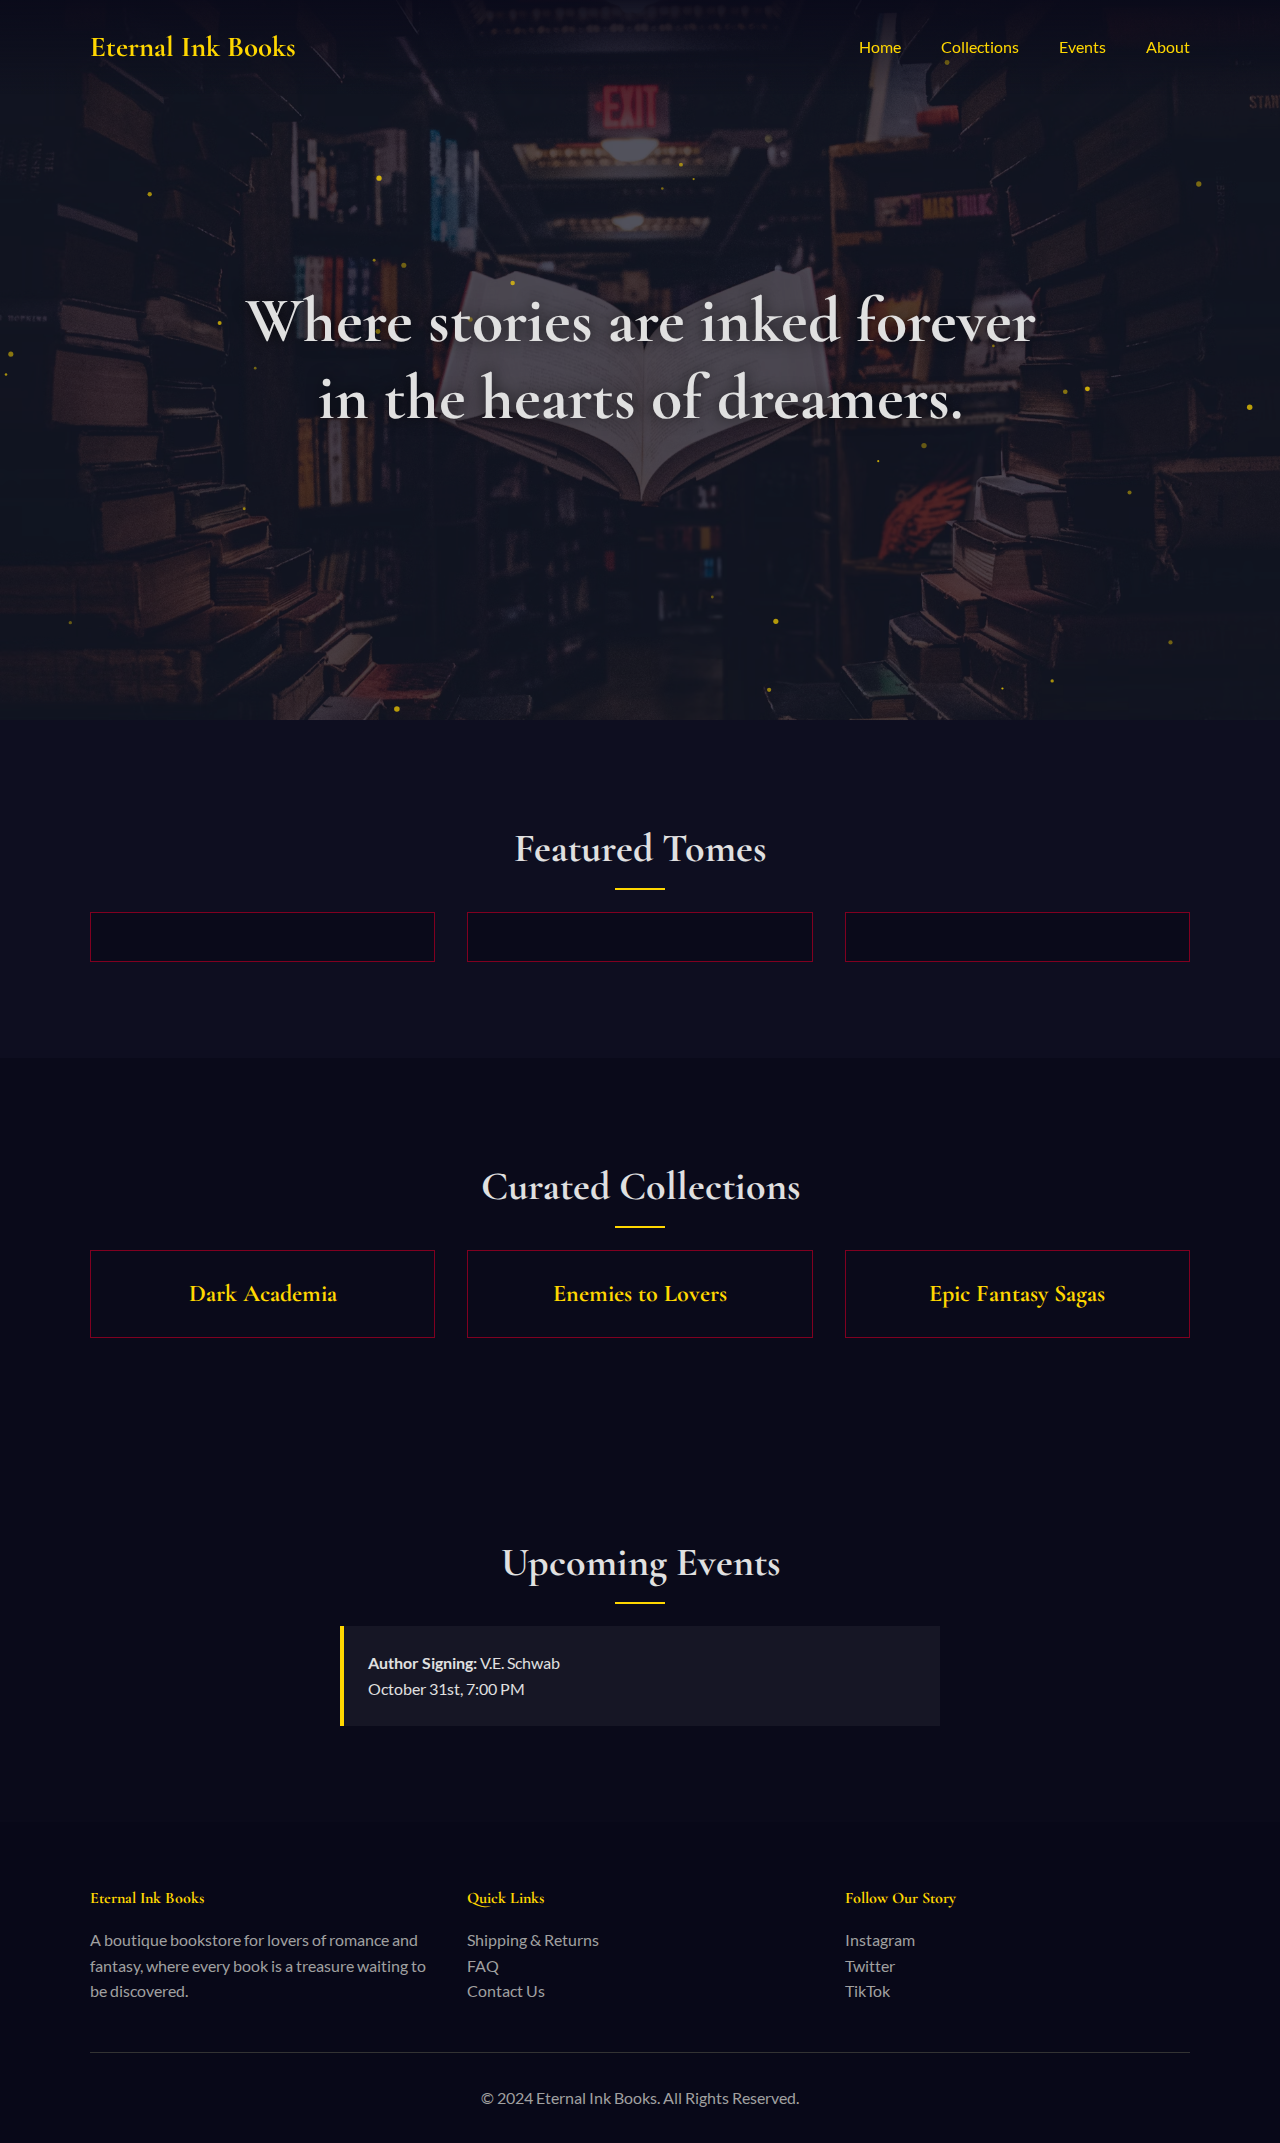 Eternal Ink Books
Home Collections Events About
EXIT
MARS TRILO
Where stories are inked forever
in the hearts of dreamers.
Featured Tomes
Curated Collections
Dark Academia
Enemies to Lovers
Epic Fantasy Sagas
Upcoming Events
Author Signing: V.E. Schwab
October 31st, 7:00 PM
Eternal Ink Books
A boutique bookstore for lovers of romance and
fantasy, where every book is a treasure waiting to
be discovered.
Quick Links
Shipping & Returns
FAQ
Contact Us
Follow Our Story
Instagram
Twitter
TikTok
© 2024 Eternal Ink Books. All Rights Reserved.